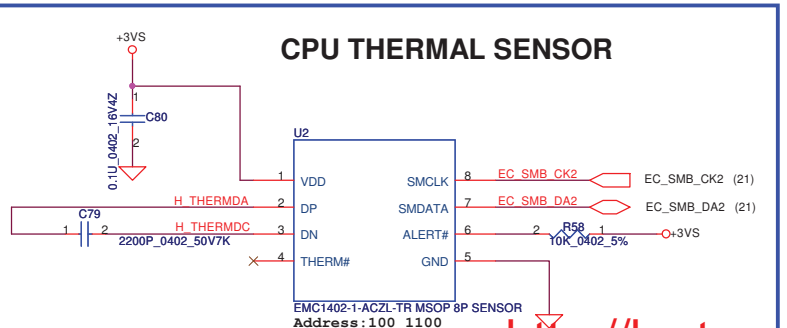 +3VS
CPU THERMAL SENSOR
1
C80
2
0.1U_0402_16V4Z
U2
1 VDD
SMCLK 8 EC_SMB_CK2 EC_SMB_CK2 (21)
H_THERMDA 2 DP
SMDATA 7 EC_SMB_DA2 EC_SMB_DA2 (21)
C79
1 2 H_THERMDC 3 DN
2200P_0402_50V7K
ALERT# 6 2 R58 1 +3VS
10K_0402_5%
4 THERM#
GND 5
EMC1402-1-ACZL-TR MSOP 8P SENSOR
Address:100 1100